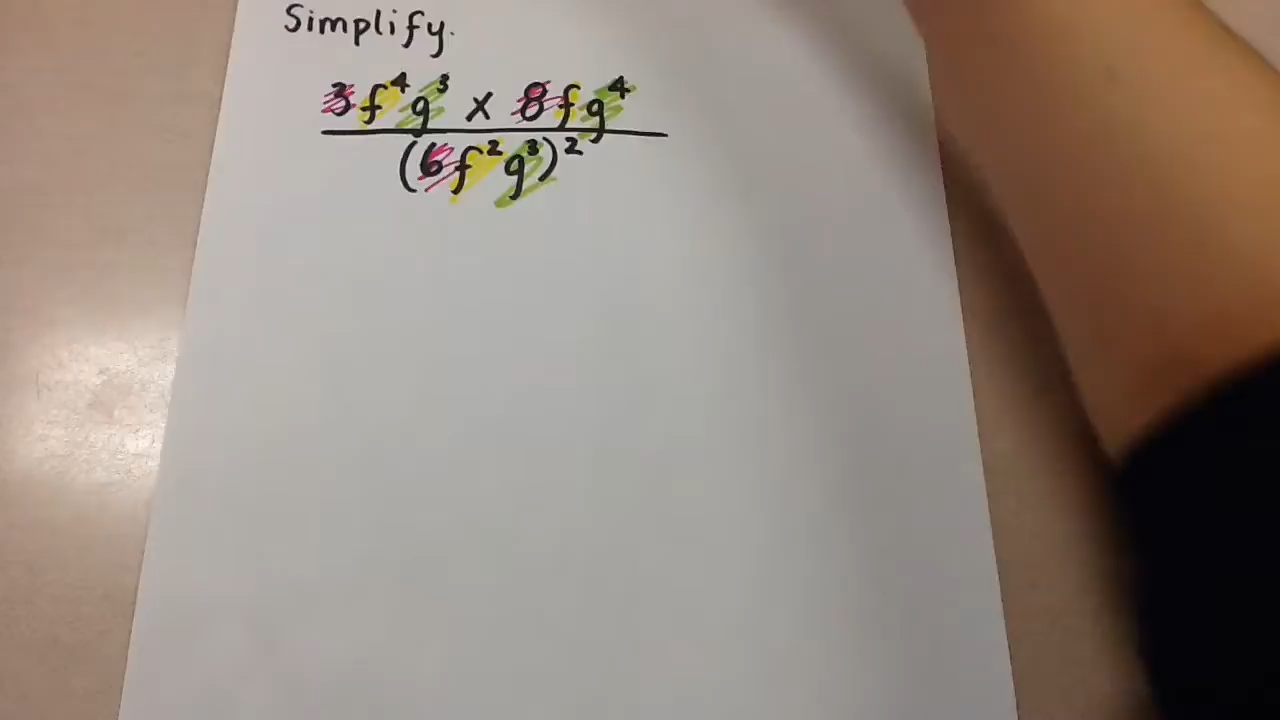 Simplify.
3f⁴g³ x 8fg⁴
(6f²g³)²